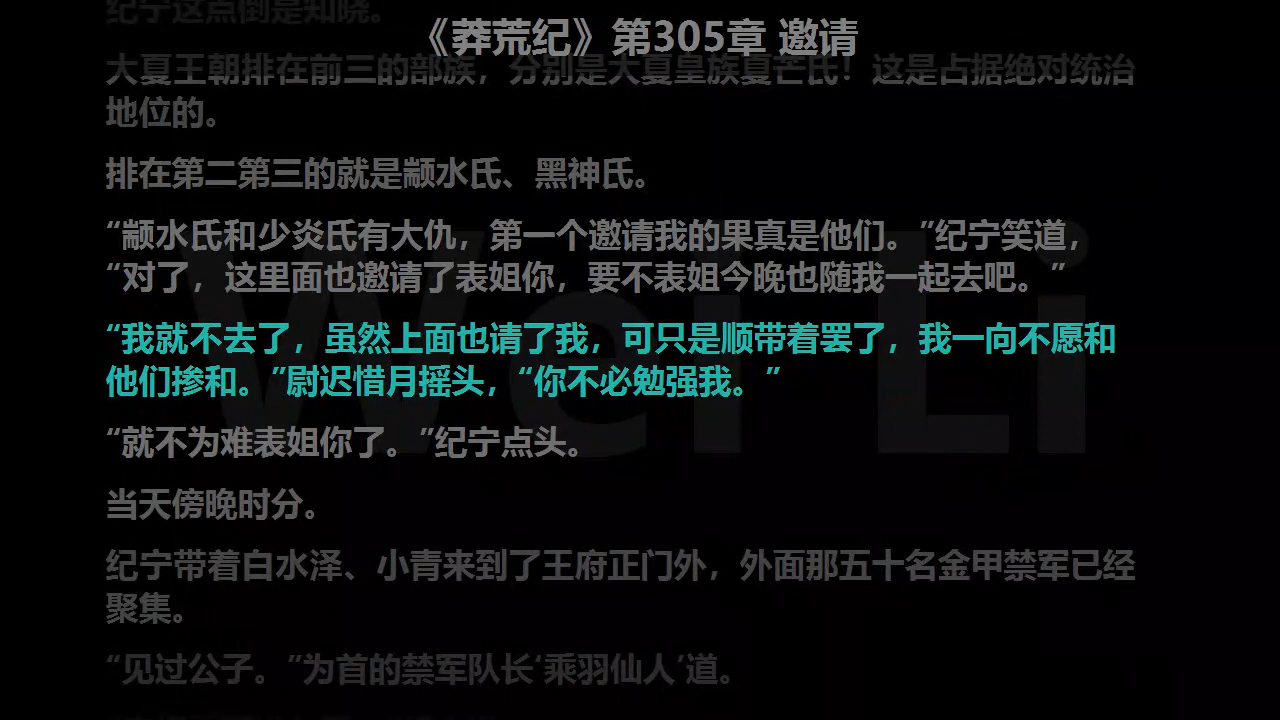 纪宁这点倒是知晓。
《莽荒纪》第305章 邀请
大夏王朝排在前三的部族，分别是大夏皇族夏芒氏！这是占据绝对统治
地位的。
排在第二第三的就是颛水氏、黑神氏。
“颛水氏和少炎氏有大仇，第一个邀请我的果真是他们。”纪宁笑道，
“对了，这里面也邀请了表姐你，要不表姐今晚也随我一起去吧。”
“我就不去了，虽然上面也请了我，可只是顺带着罢了，我一向不愿和
他们掺和。”尉迟惜月摇头，“你不必勉强我。”
“就不为难表姐你了。”纪宁点头。
当天傍晚时分。
纪宁带着白水泽、小青来到了王府正门外，外面那五十名金甲禁军已经
聚集。
“见过公子。”为首的禁军队长‘乘羽仙人’道。
Wei Li